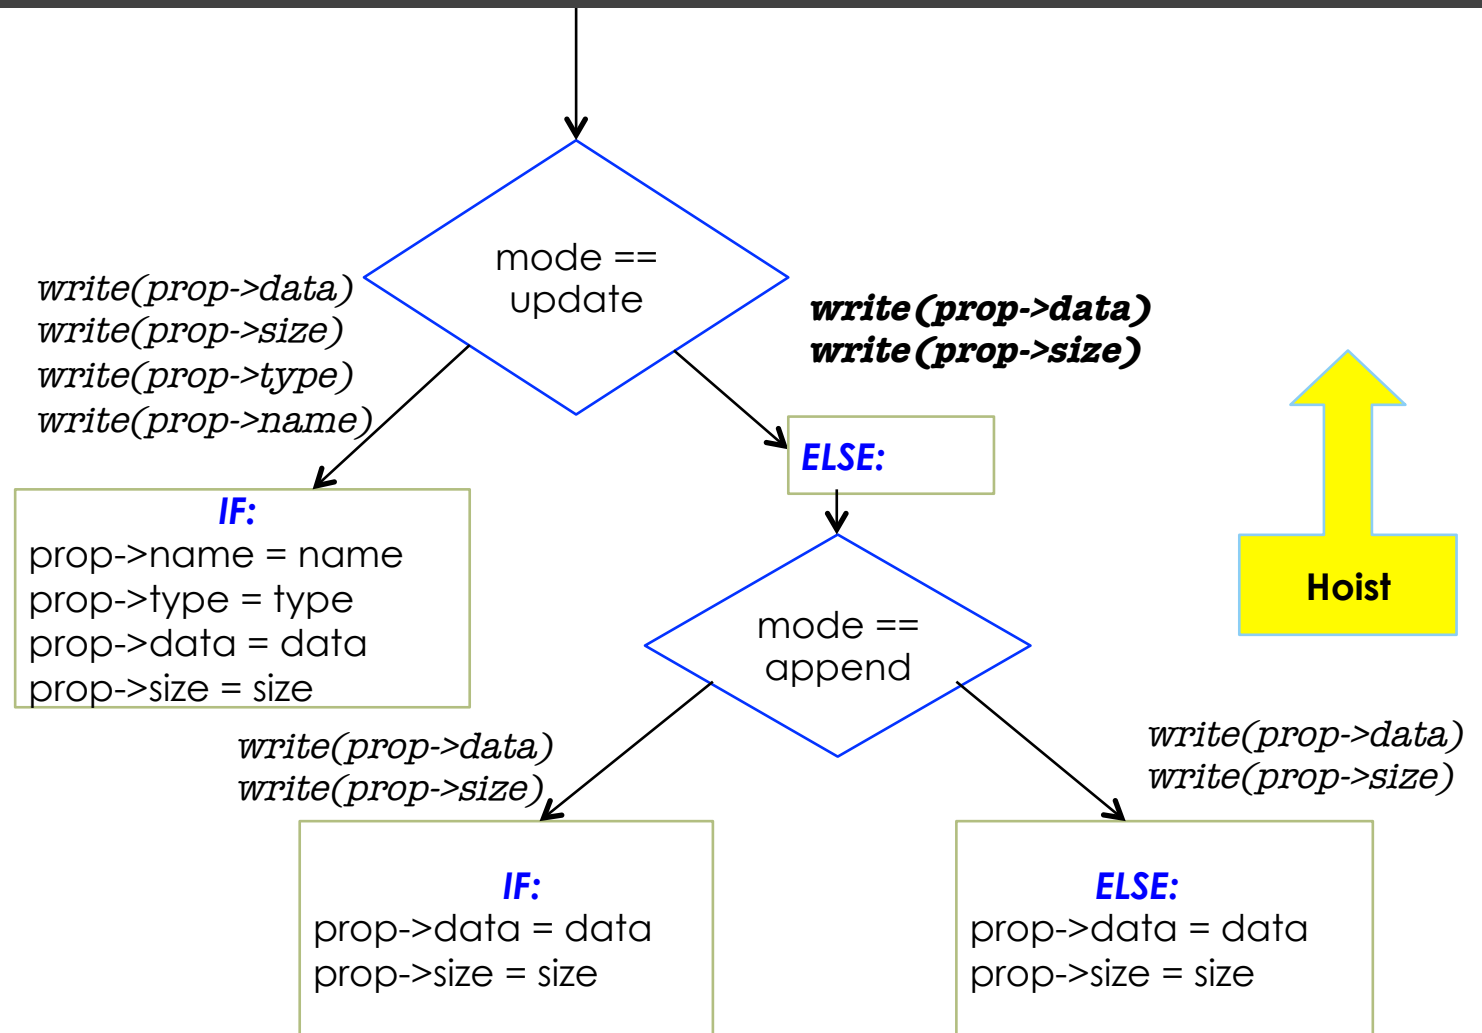 mode ==
update
write(prop->data)
write(prop->size)
write(prop->type)
write(prop->name)
write(prop->data)
write(prop->size)
ELSE:
IF:
prop->name = name
prop->type = type
prop->data = data
prop->size = size
Hoist
mode ==
append
write(prop->data)
write(prop->size)
write(prop->data)
write(prop->size)
IF:
prop->data = data
prop->size = size
ELSE:
prop->data = data
prop->size = size